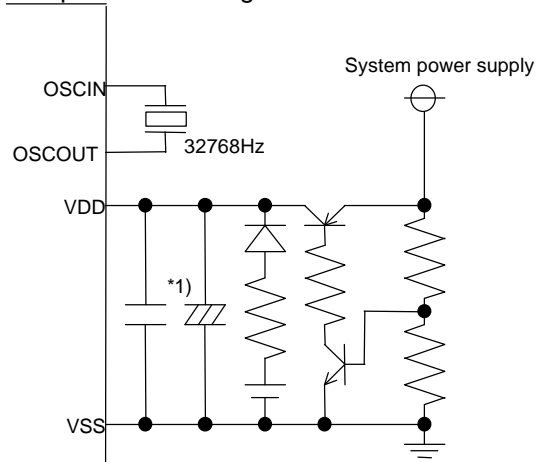 System power supply
OSCIN
32768Hz
OSCOUT
VDD
*1)
VSS